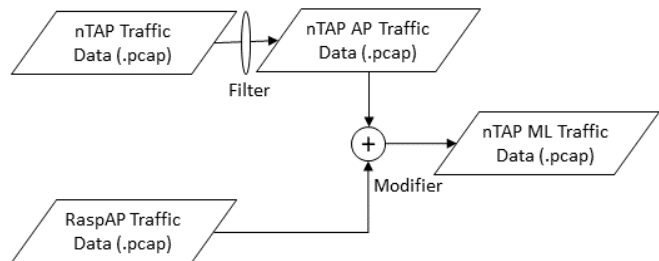 nTAP Traffic
Data (.pcap)
Filter
nTAP AP Traffic
Data (.pcap)
+
Modifier
nTAP ML Traffic
Data (.pcap)
RaspAP Traffic
Data (.pcap)